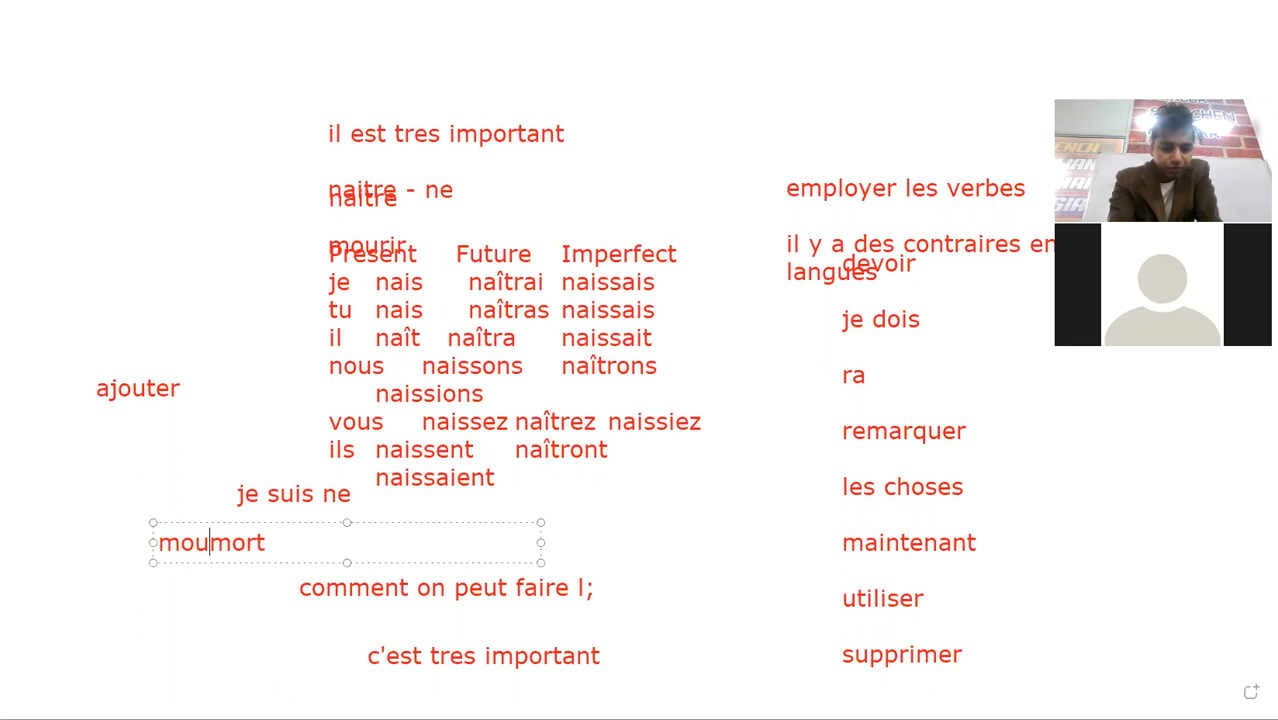 il est tres important
naitre - ne
naître
mourir
Present Future Imperfect
je nais naîtrai naissais
tu nais naîtras naissais
il naît naîtra naissait
nous naissons naîtrons
naissions
vous naissez naîtrez naissiez
ils naissent naîtront
naissaient
ajouter
je suis ne
moumort
comment on peut faire l;
c'est tres important
employer les verbes
il y a des contraires en
langues
devoir
je dois
ra
remarquer
les choses
maintenant
utiliser
supprimer